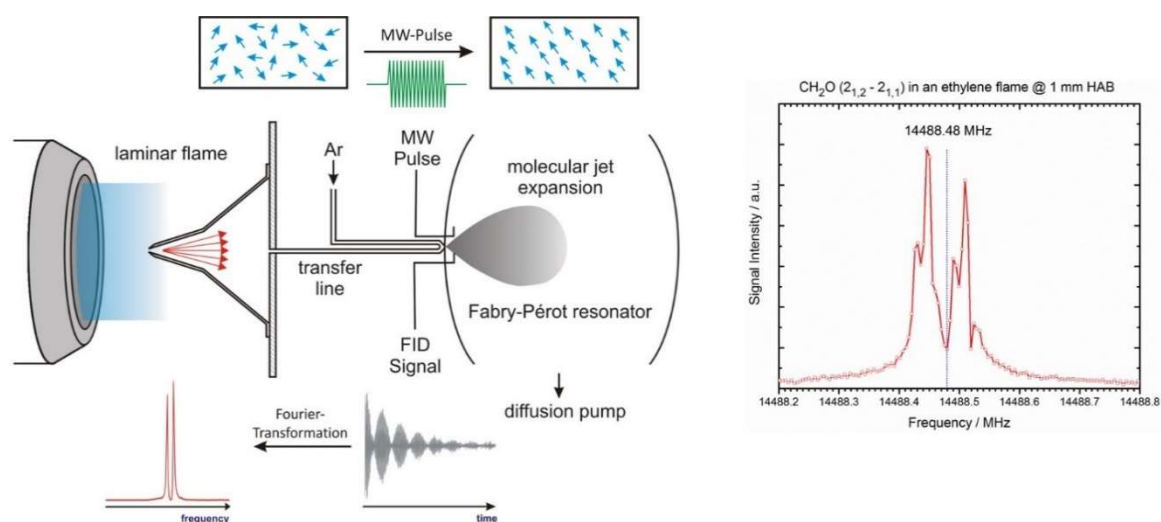 MW-Pulse
laminar flame
Ar
MW
Pulse
molecular jet
expansion
transfer
line
Fabry-Pérot resonator
FID
Signal
diffusion pump
Fourier-
Transformation
frequency
time
CH2O (21,2 - 21,1) in an ethylene flame @ 1 mm HAB
14488.48 MHz
Signal Intensity / a.u.
14488.2 14488.3 14488.4 14488.5 14488.6 14488.7 14488.8
Frequency / MHz